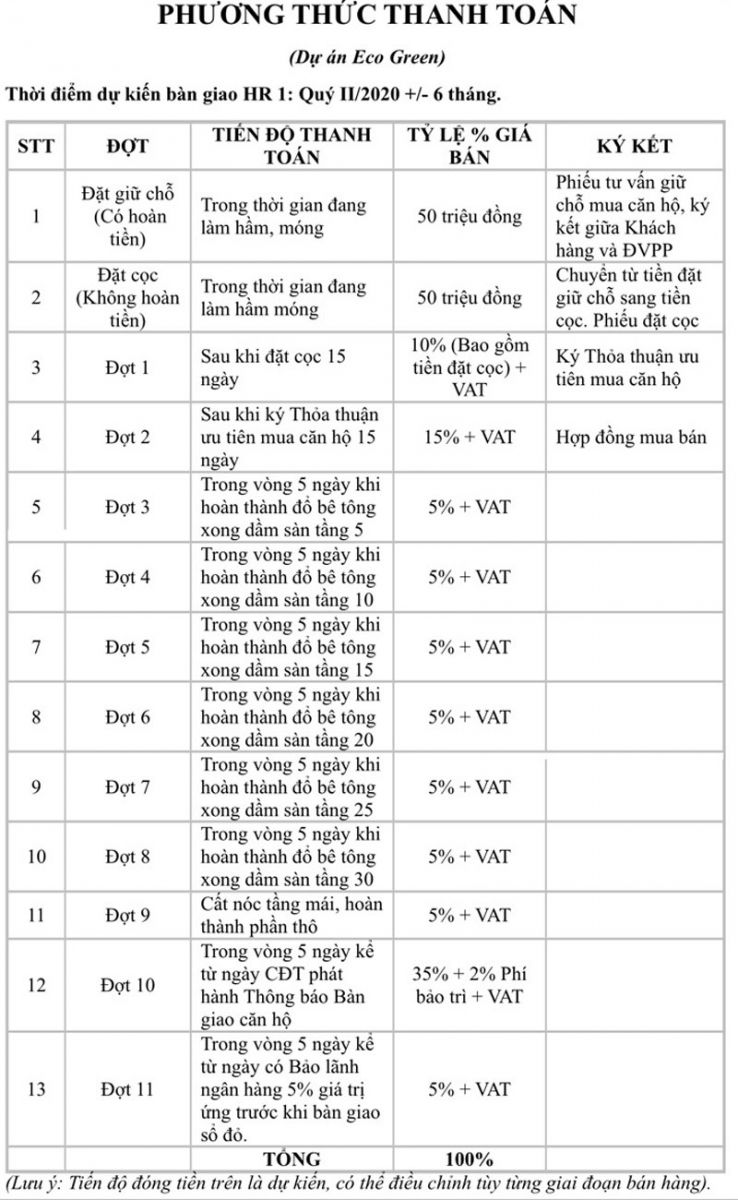 PHƯƠNG THỨC THANH TOÁN
(Dự án Eco Green)
Thời điểm dự kiến bàn giao HR 1: Quý II/2020 +/- 6 tháng.
STT
ĐỢT
TIẾN ĐỘ THANH
TOÁN
TỶ LỆ % GIÁ
BÁN
KÝ KẾT
1
Đặt giữ chỗ
(Có hoàn
tiền)
Trong thời gian đang
làm hầm, móng
50 triệu đồng
Phiếu tư vấn giữ
chỗ mua căn hộ, ký
kết giữa Khách
hàng và ĐVPP
2
Đặt cọc
(Không hoàn
tiền)
Trong thời gian đang
làm hầm móng
50 triệu đồng
Chuyển từ tiền đặt
giữ chỗ sang tiền
cọc. Phiếu đặt cọc
3
Đợt 1
Sau khi đặt cọc 15
ngày
10% (Bao gồm
tiền đặt cọc) +
VAT
Ký Thỏa thuận ưu
tiên mua căn hộ
4
Đợt 2
Sau khi ký Thỏa thuận
ưu tiên mua căn hộ 15
ngày
15% + VAT
Hợp đồng mua bán
5
Đợt 3
Trong vòng 5 ngày khi
hoàn thành đổ bê tông
xong dầm sàn tầng 5
5% + VAT
6
Đợt 4
Trong vòng 5 ngày khi
hoàn thành đổ bê tông
xong dầm sàn tầng 10
5% + VAT
7
Đợt 5
Trong vòng 5 ngày khi
hoàn thành đổ bê tông
xong dầm sàn tầng 15
5% + VAT
8
Đợt 6
Trong vòng 5 ngày khi
hoàn thành đổ bê tông
xong dầm sàn tầng 20
5% + VAT
9
Đợt 7
Trong vòng 5 ngày khi
hoàn thành đổ bê tông
xong dầm sàn tầng 25
5% + VAT
10
Đợt 8
Trong vòng 5 ngày khi
hoàn thành đổ bê tông
xong dầm sàn tầng 30
5% + VAT
11
Đợt 9
Cất nóc tầng mái, hoàn
thành phần thô
5% + VAT
12
Đợt 10
Trong vòng 5 ngày kể
từ ngày CĐT phát
hành Thông báo Bàn
giao căn hộ
35% + 2% Phí
bảo trì + VAT
13
Đợt 11
Trong vòng 5 ngày kể
từ ngày có Bảo lãnh
ngân hàng 5% giá trị
ứng trước khi bàn giao
sổ đỏ.
5% + VAT
TỔNG
100%
(Lưu ý: Tiến độ đóng tiền trên là dự kiến, có thể điều chỉnh tùy từng giai đoạn bán hàng).